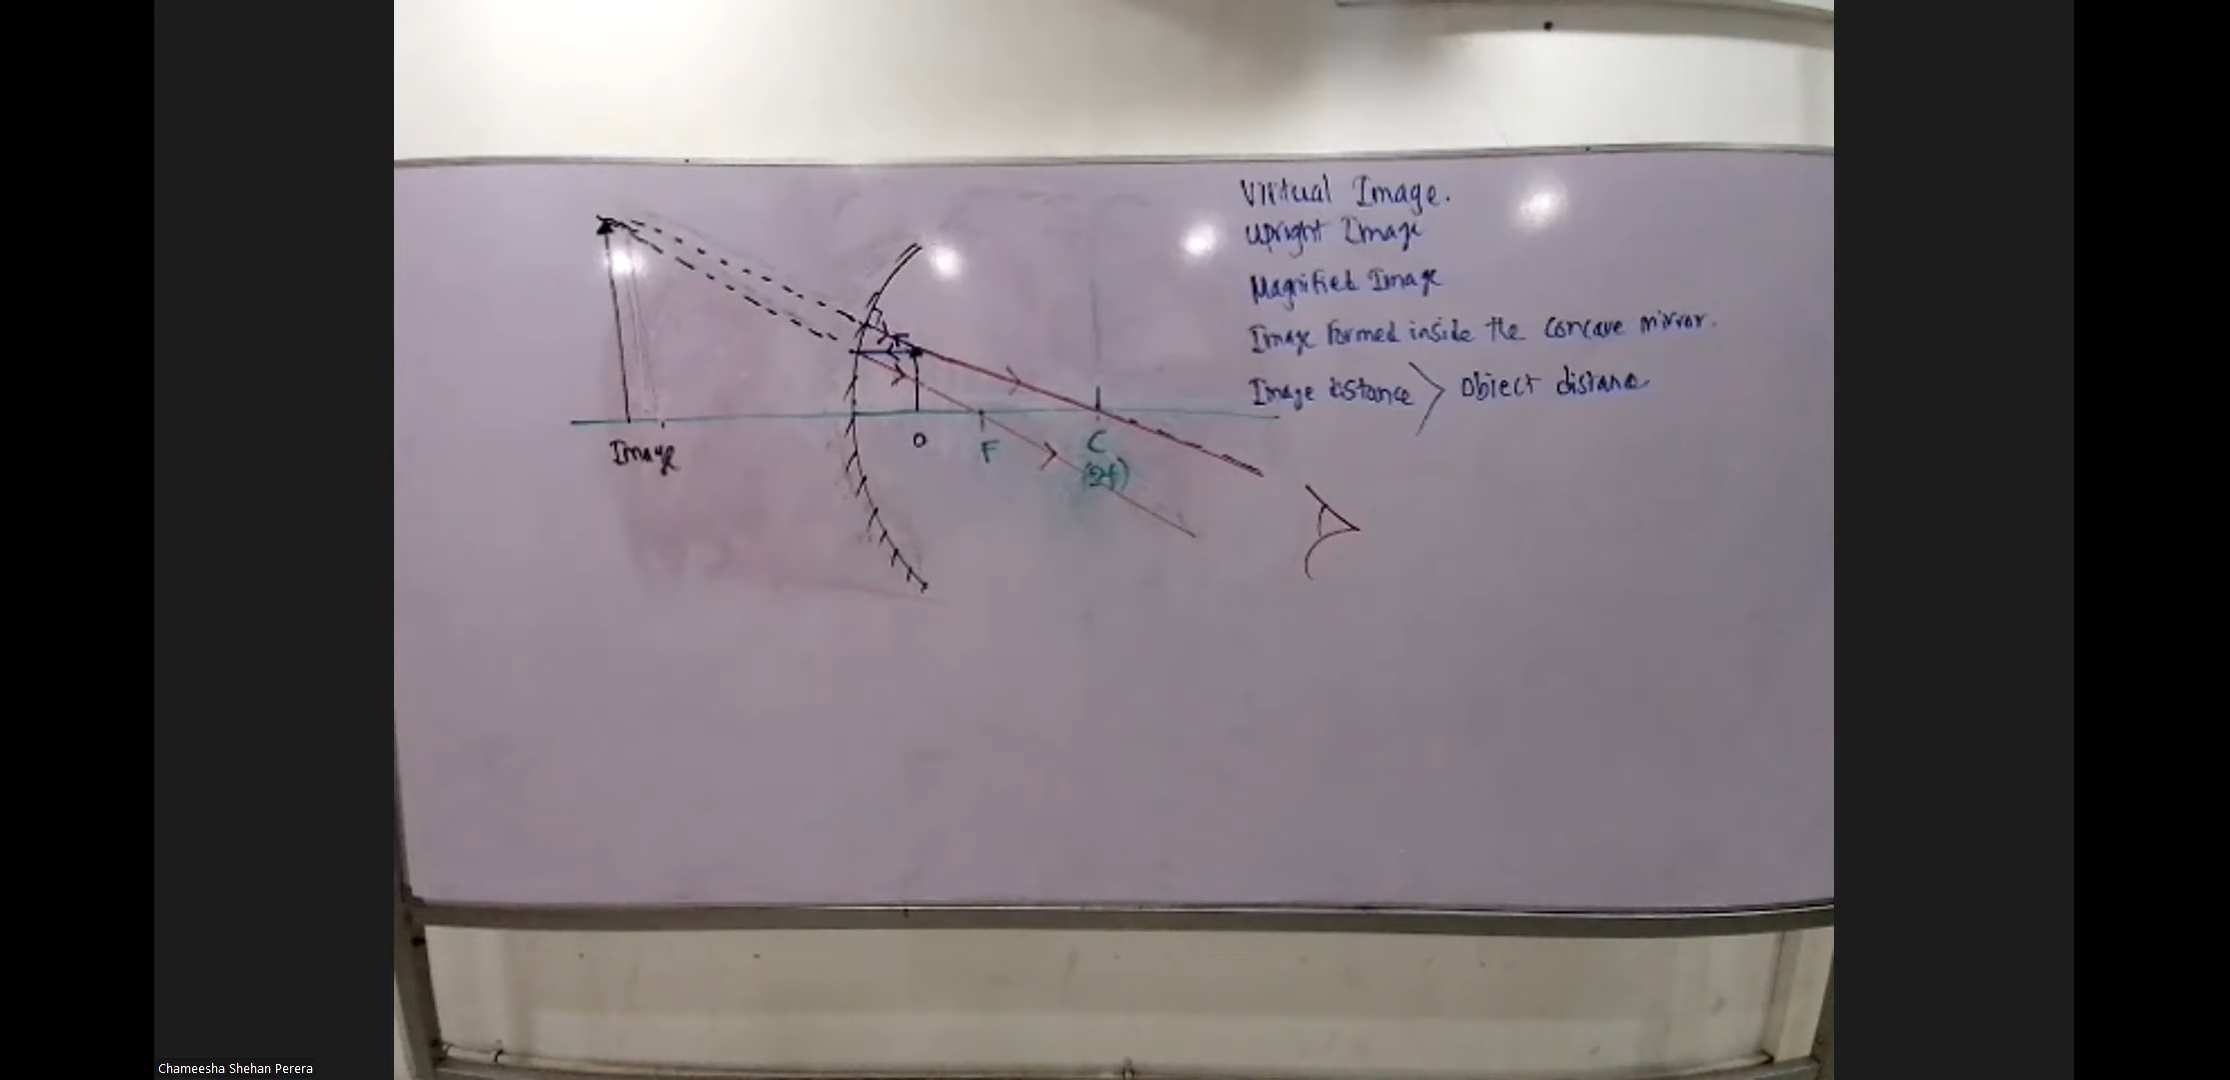 Virtual Image.
Upright Image
Magnified Image
Image Formed inside the concave mirror.
Image distance > Object distance
Image
O
F
C
(2f)
Chameesha Shehan Perera